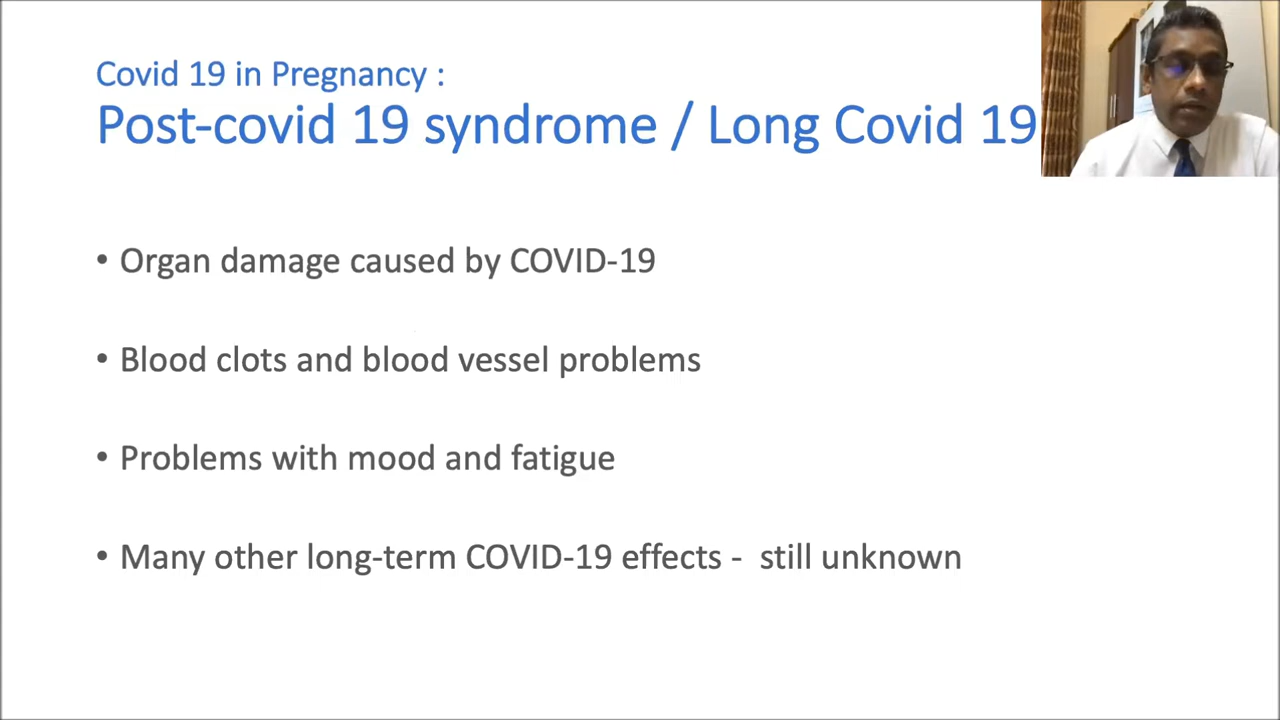 Covid 19 in Pregnancy :
Post-covid 19 syndrome / Long Covid 19
• Organ damage caused by COVID-19
• Blood clots and blood vessel problems
• Problems with mood and fatigue
• Many other long-term COVID-19 effects -  still unknown